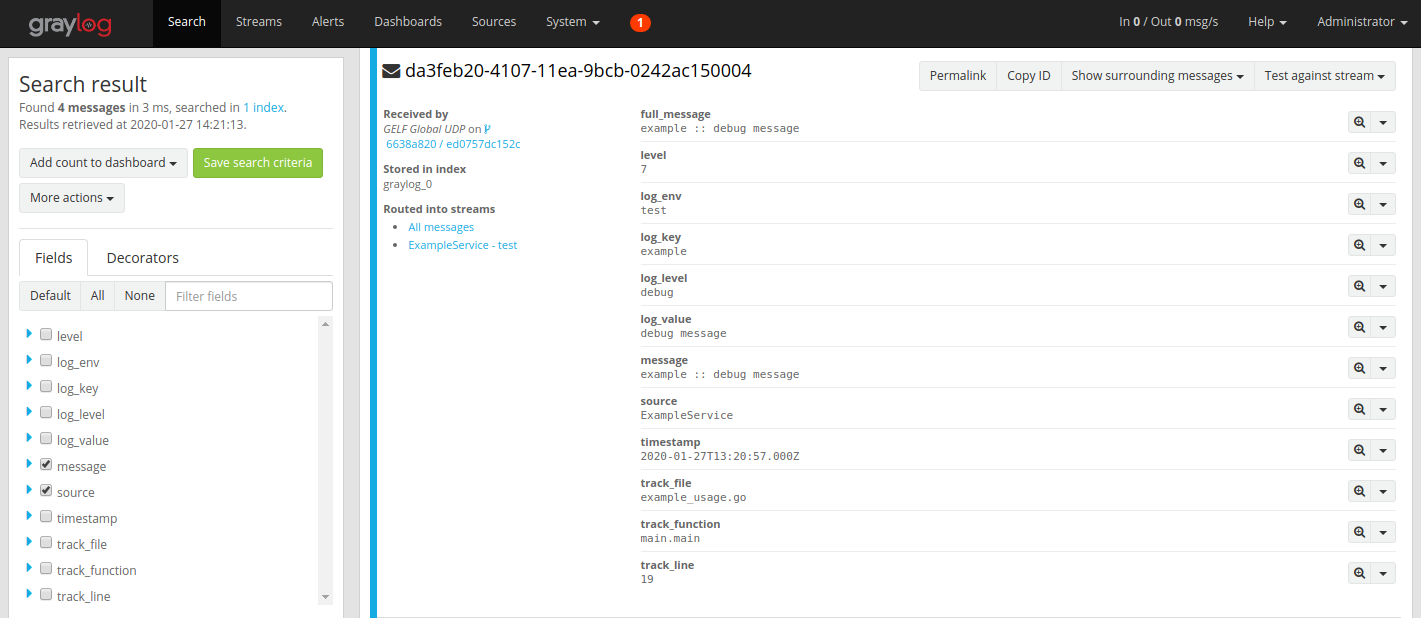 graylog Search Streams Alerts Dashboards Sources System 1 In 0 / Out 0 msg/s Help Administrator
Search result
Found 4 messages in 3 ms, searched in 1 index.
Results retrieved at 2020-01-27 14:21:13.
Add count to dashboard Save search criteria
More actions
Fields Decorators
Default All None Filter fields
level
log_env
log_key
log_level
log_value
message
source
timestamp
track_file
track_function
track_line
da3feb20-4107-11ea-9bcb-0242ac150004
Permalink Copy ID Show surrounding messages Test against stream
Received by
GELF Global UDP on
6638a820 / ed0757dc152c
Stored in index
graylog_0
Routed into streams
All messages
ExampleService - test
full_message
example :: debug message
level
7
log_env
test
log_key
example
log_level
debug
log_value
debug message
message
example :: debug message
source
ExampleService
timestamp
2020-01-27T13:20:57.000Z
track_file
example_usage.go
track_function
main.main
track_line
19